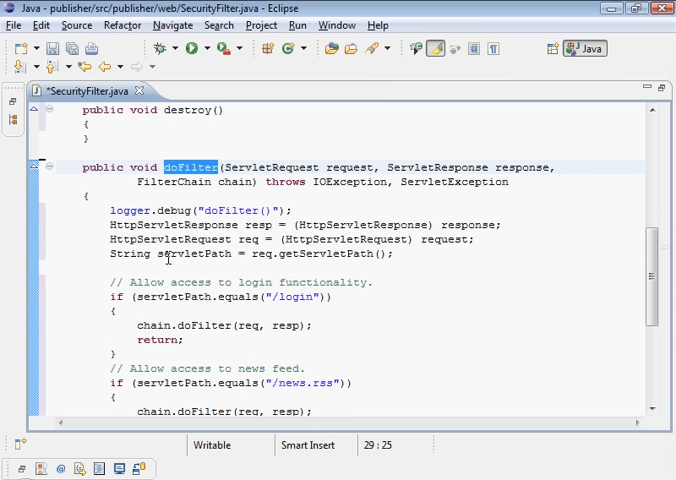 Java - publisher/src/publisher/web/SecurityFilter.java - Eclipse
File Edit Source Refactor Navigate Search Project Run Window Help
Java
*SecurityFilter.java
public void destroy()
{
}
public void doFilter(ServletRequest request, ServletResponse response,
FilterChain chain) throws IOException, ServletException
{
logger.debug("doFilter()");
HttpServletResponse resp = (HttpServletResponse) response;
HttpServletRequest req = (HttpServletRequest) request;
String servletPath = req.getServletPath();
// Allow access to login functionality.
if (servletPath.equals("/login"))
{
chain.doFilter(req, resp);
return;
}
// Allow access to news feed.
if (servletPath.equals("/news.rss"))
{
chain.doFilter(req, resp);
Writable Smart Insert 29 : 25